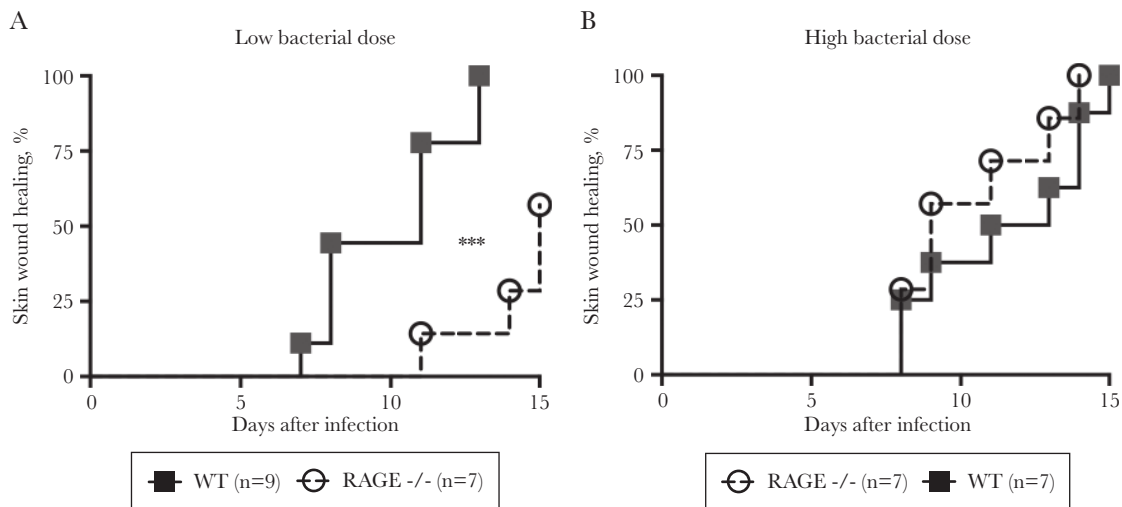 A
Low bacterial dose
Skin wound healing, %
100
75
50
25
0
***
0 5 10 15
Days after infection
WT (n=9) RAGE -/- (n=7)
B
High bacterial dose
Skin wound healing, %
100
75
50
25
0
0 5 10 15
Days after infection
RAGE -/- (n=7) WT (n=7)